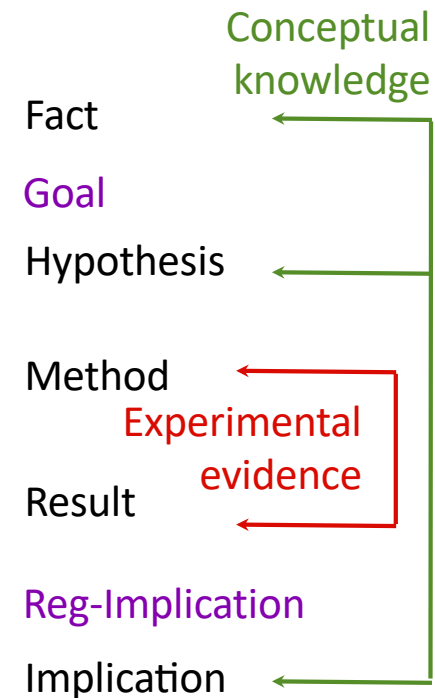 Conceptual
knowledge
Fact
Goal
Hypothesis
Method
Experimental
evidence
Result
Reg-Implication
Implication